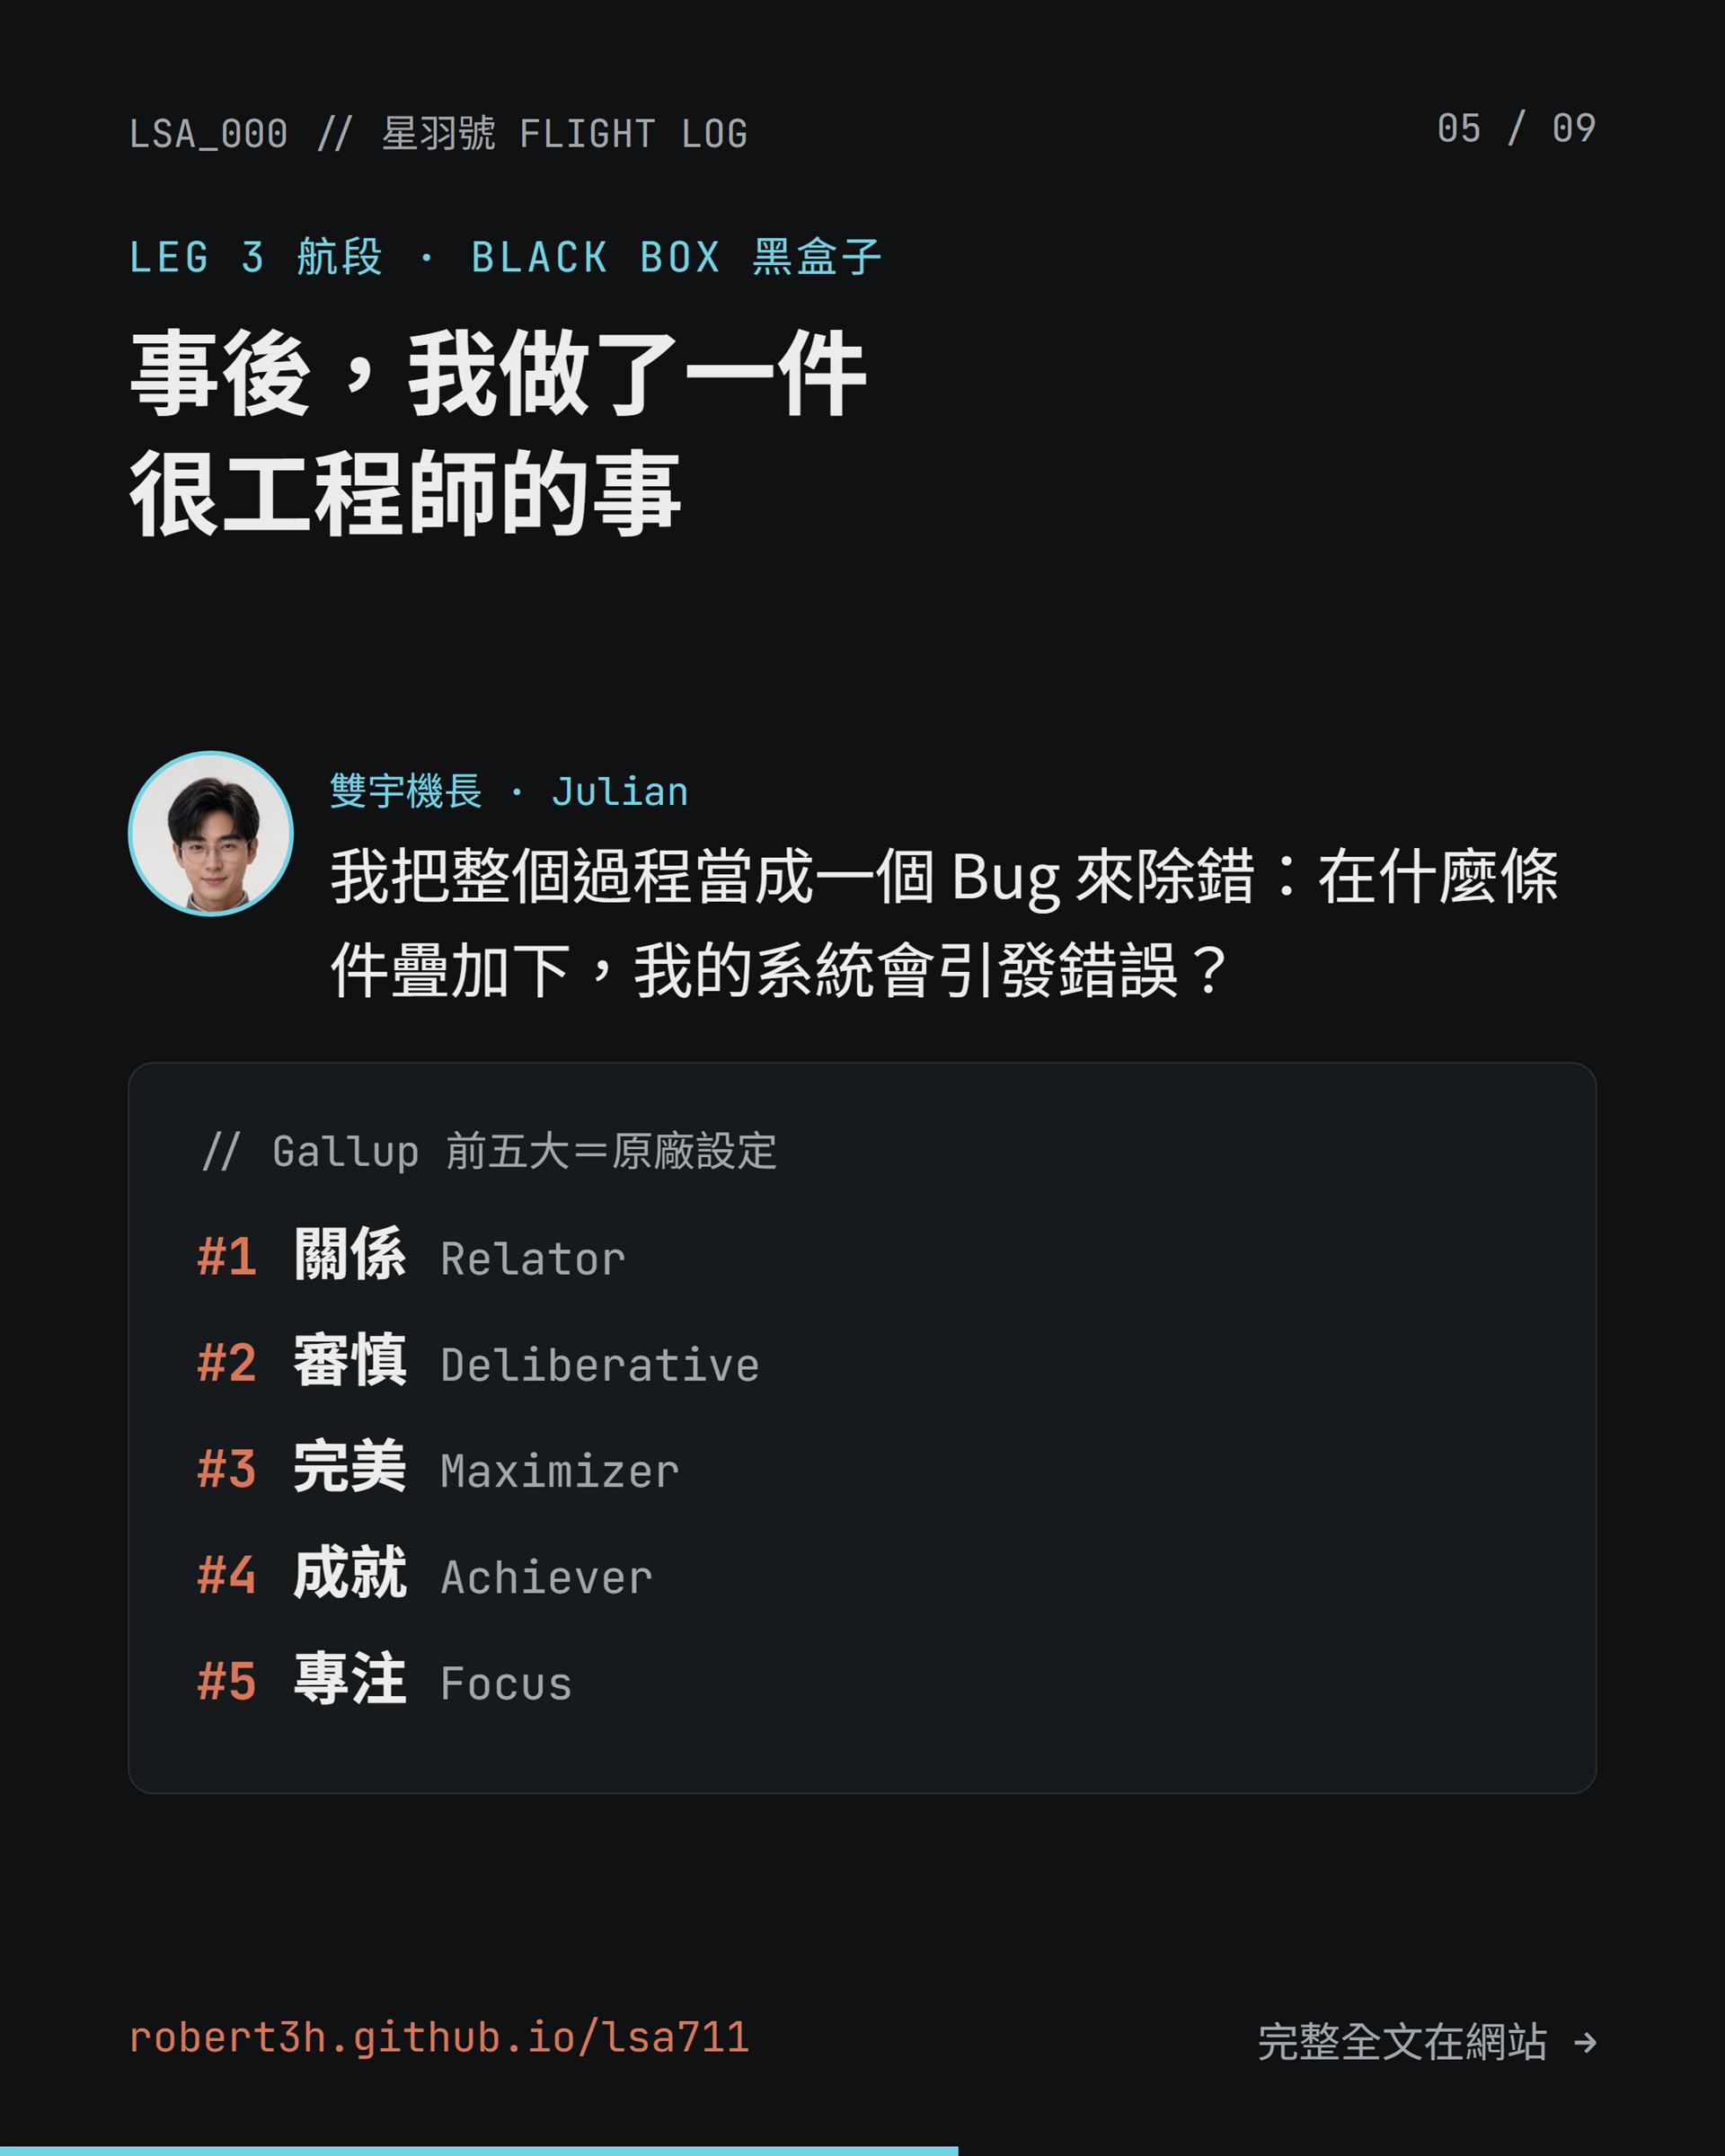 LSA_000 // 星羽號 FLIGHT LOG
05 / 09
LEG 3 航段 · BLACK BOX 黑盒子
事後，我做了一件
很工程師的事
雙宇機長 · Julian
我把整個過程當成一個 Bug 來除錯：在什麼條
件疊加下，我的系統會引發錯誤？
// Gallup 前五大＝原廠設定
#1 關係 Relator
#2 審慎 Deliberative
#3 完美 Maximizer
#4 成就 Achiever
#5 專注 Focus
robert3h.github.io/lsa711
完整全文在網站 →